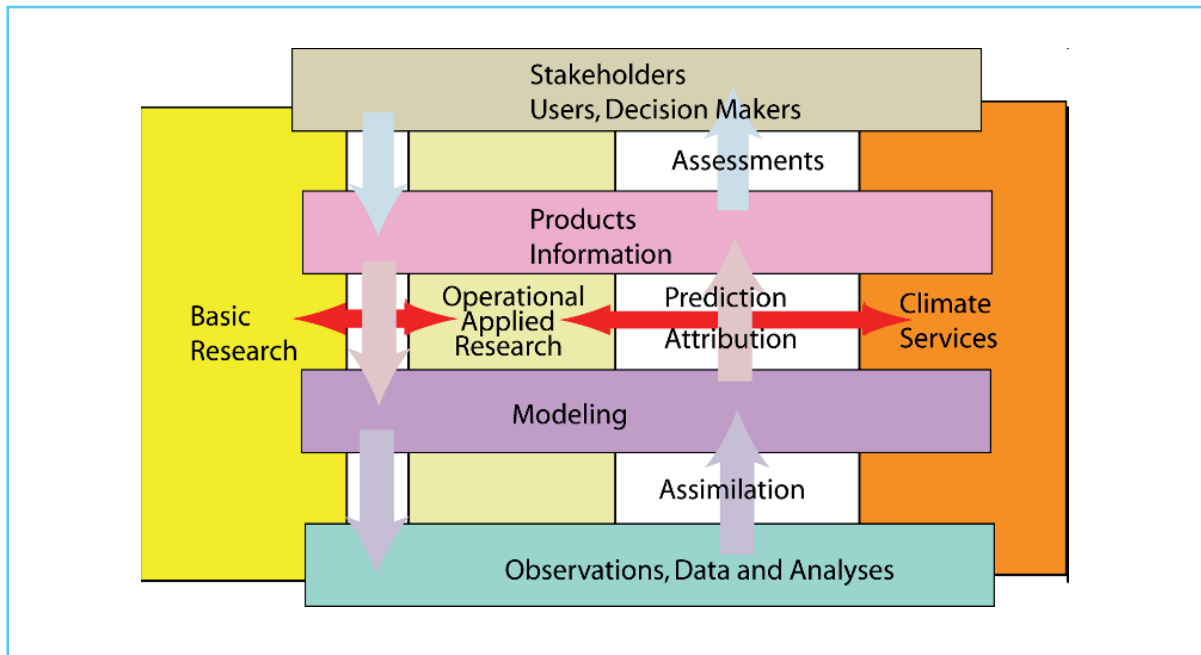 Stakeholders
Users, Decision Makers
Assessments
Products
Information
Basic
Research
Operational
Applied
Research
Prediction
Attribution
Climate
Services
Modeling
Assimilation
Observations, Data and Analyses